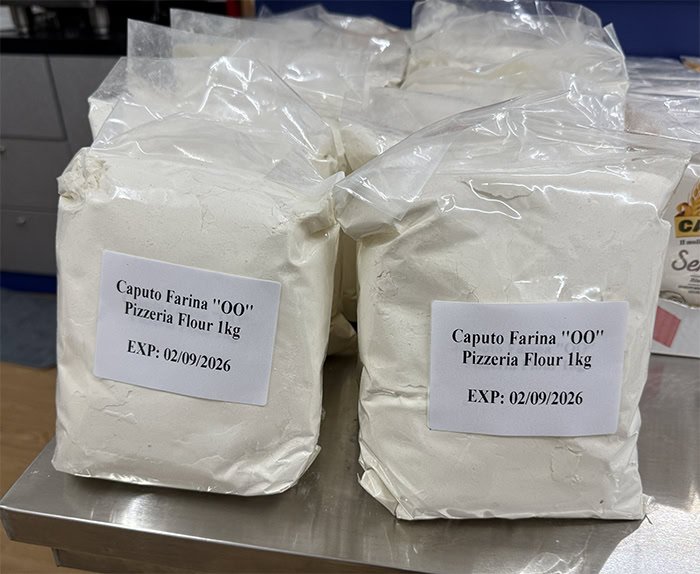 Caputo Farina "OO"
Pizzeria Flour 1kg
EXP: 02/09/2026
Caputo Farina "OO"
Pizzeria Flour 1kg
EXP: 02/09/2026